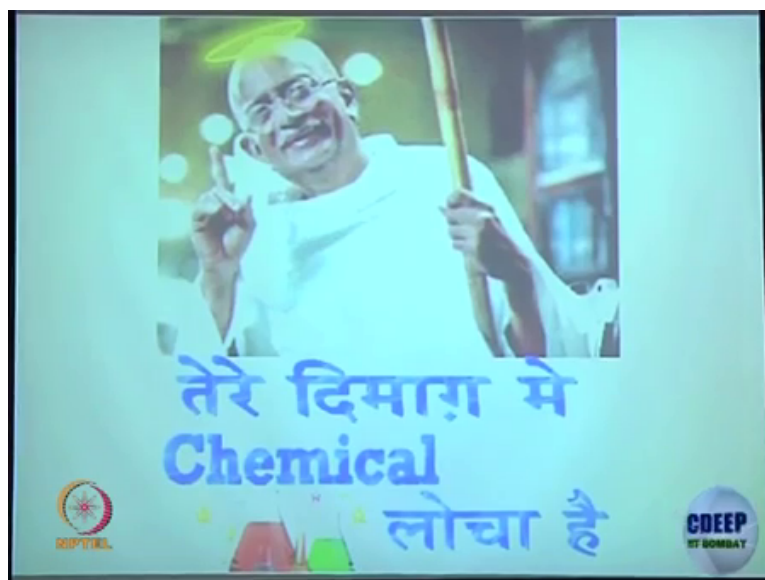 तेरे दिमाग़ मे
Chemical
लोचा है
NPTEL
CDEEP
IIT BOMBAY